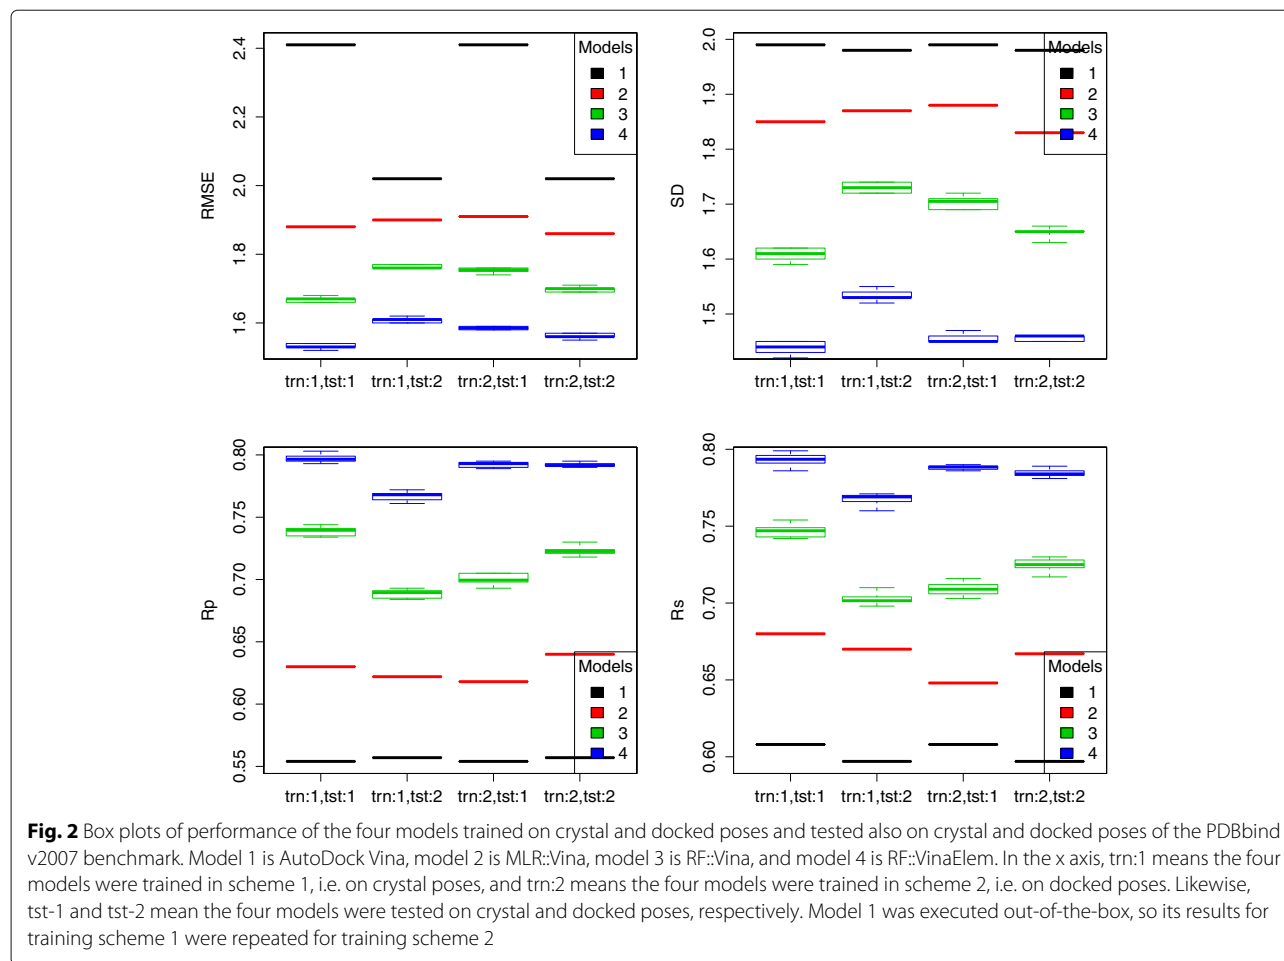 RMSE
2.4
2.2
2.0
1.8
1.6
Models
1
2
3
4
trn:1,tst:1 trn:1,tst:2 trn:2,tst:1 trn:2,tst:2
SD
2.0
1.9
1.8
1.7
1.6
1.5
Models
1
2
3
4
trn:1,tst:1 trn:1,tst:2 trn:2,tst:1 trn:2,tst:2
Rp
0.80
0.75
0.70
0.65
0.60
0.55
Models
1
2
3
4
trn:1,tst:1 trn:1,tst:2 trn:2,tst:1 trn:2,tst:2
Rs
0.80
0.75
0.70
0.65
0.60
Models
1
2
3
4
trn:1,tst:1 trn:1,tst:2 trn:2,tst:1 trn:2,tst:2
Fig. 2 Box plots of performance of the four models trained on crystal and docked poses and tested also on crystal and docked poses of the PDBbind
v2007 benchmark. Model 1 is AutoDock Vina, model 2 is MLR::Vina, model 3 is RF::Vina, and model 4 is RF::VinaElem. In the x axis, trn:1 means the four
models were trained in scheme 1, i.e. on crystal poses, and trn:2 means the four models were trained in scheme 2, i.e. on docked poses. Likewise,
tst-1 and tst-2 mean the four models were tested on crystal and docked poses, respectively. Model 1 was executed out-of-the-box, so its results for
training scheme 1 were repeated for training scheme 2